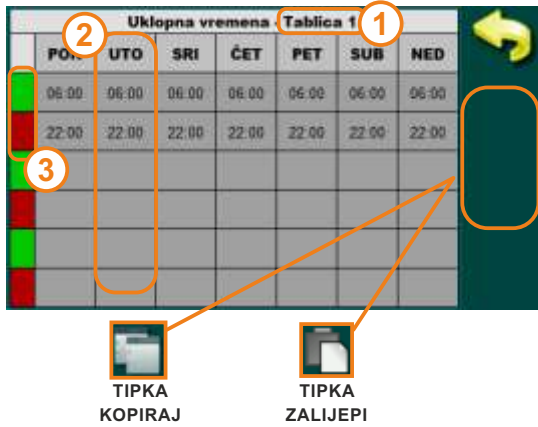 Uklopna vremena - Tablica 1
1
2
PON UTO SRI ČET PET SUB NED
06:00 06:00 06:00 06:00 06:00 06:00 06:00
22:00 22:00 22:00 22:00 22:00 22:00 22:00
3
TIPKA KOPIRAJ
TIPKA ZALIJEPI